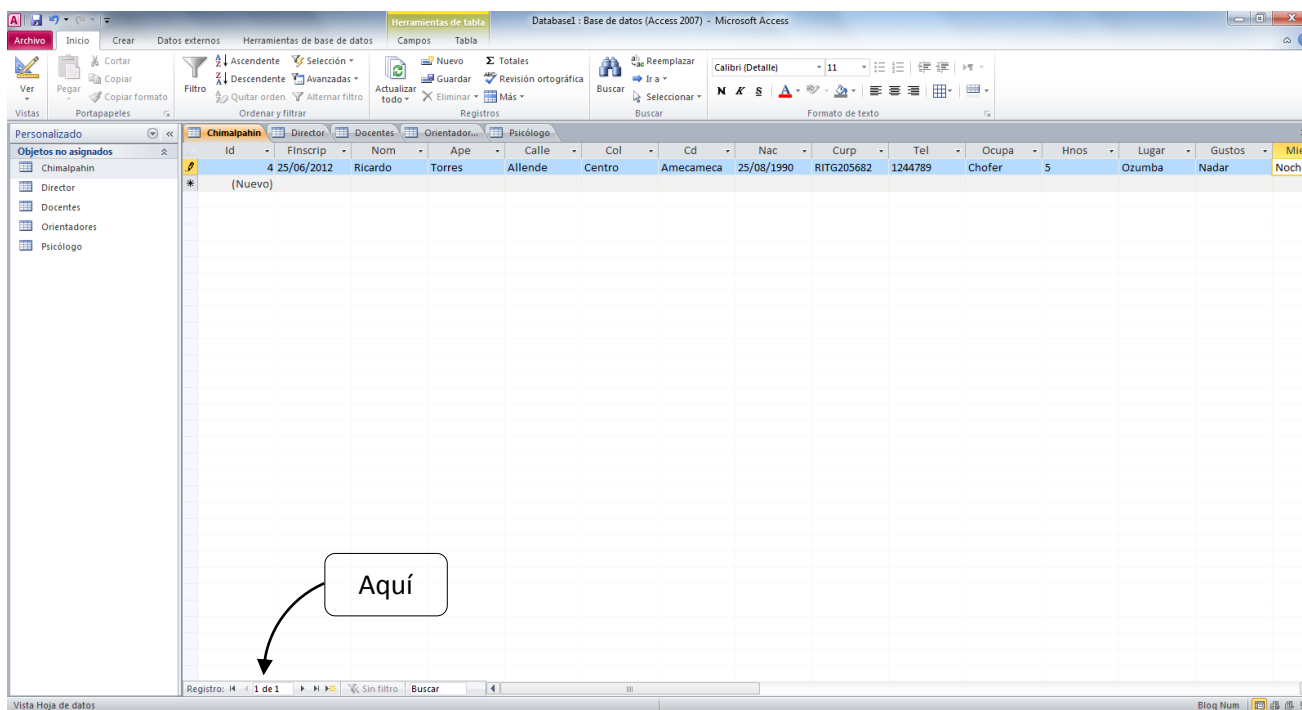 Herramientas de tabla
Database1 : Base de datos (Access 2007) - Microsoft Access
Archivo Inicio Crear Datos externos Herramientas de base de datos Campos Tabla
Ver
Vistas
Pegar
Cortar
Copiar
Copiar formato
Portapapeles
Filtro
Ascendente
Descendente
Quitar orden
Selección
Avanzadas
Alternar filtro
Ordenar y filtrar
Actualizar
todo
Nuevo
Guardar
Eliminar
Totales
Revisión ortográfica
Más
Registros
Buscar
Reemplazar
Ir a
Seleccionar
Buscar
Calibri (Detalle) 11
N K S
Formato de texto
Personalizado
Objetos no asignados
Chimalpahin
Director
Docentes
Orientadores
Psicólogo
Chimalpahin Director Docentes Orientador... Psicólogo
Id FInscrip Nom Ape Calle Col Cd Nac Curp Tel Ocupa Hnos Lugar Gustos Mie
4 25/06/2012 Ricardo Torres Allende Centro Amecameca 25/08/1990 RITG205682 1244789 Chofer 5 Ozumba Nadar Noch
(Nuevo)
Aquí
Registro: 1 de 1 Sin filtro Buscar
Vista Hoja de datos Bloq Num